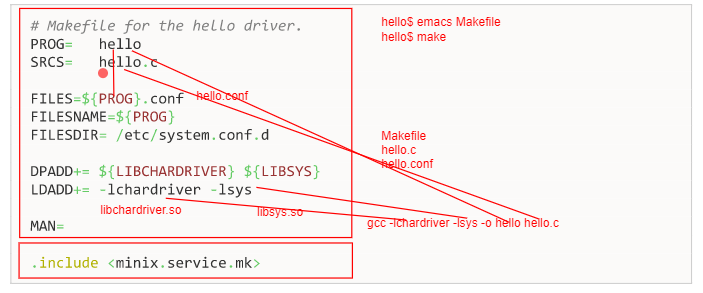 # Makefile for the hello driver.
PROG=   hello
SRCS=   hello.c
FILES=${PROG}.conf
hello.conf
FILESNAME=${PROG}
FILESDIR= /etc/system.conf.d
DPADD+= ${LIBCHARDRIVER} ${LIBSYS}
LDADD+= -lchardriver -lsys
libchardriver.so
libsys.so
MAN=
.include <minix.service.mk>
hello$ emacs Makefile
hello$ make
Makefile
hello.c
hello.conf
gcc -lchardriver -lsys -o hello hello.c